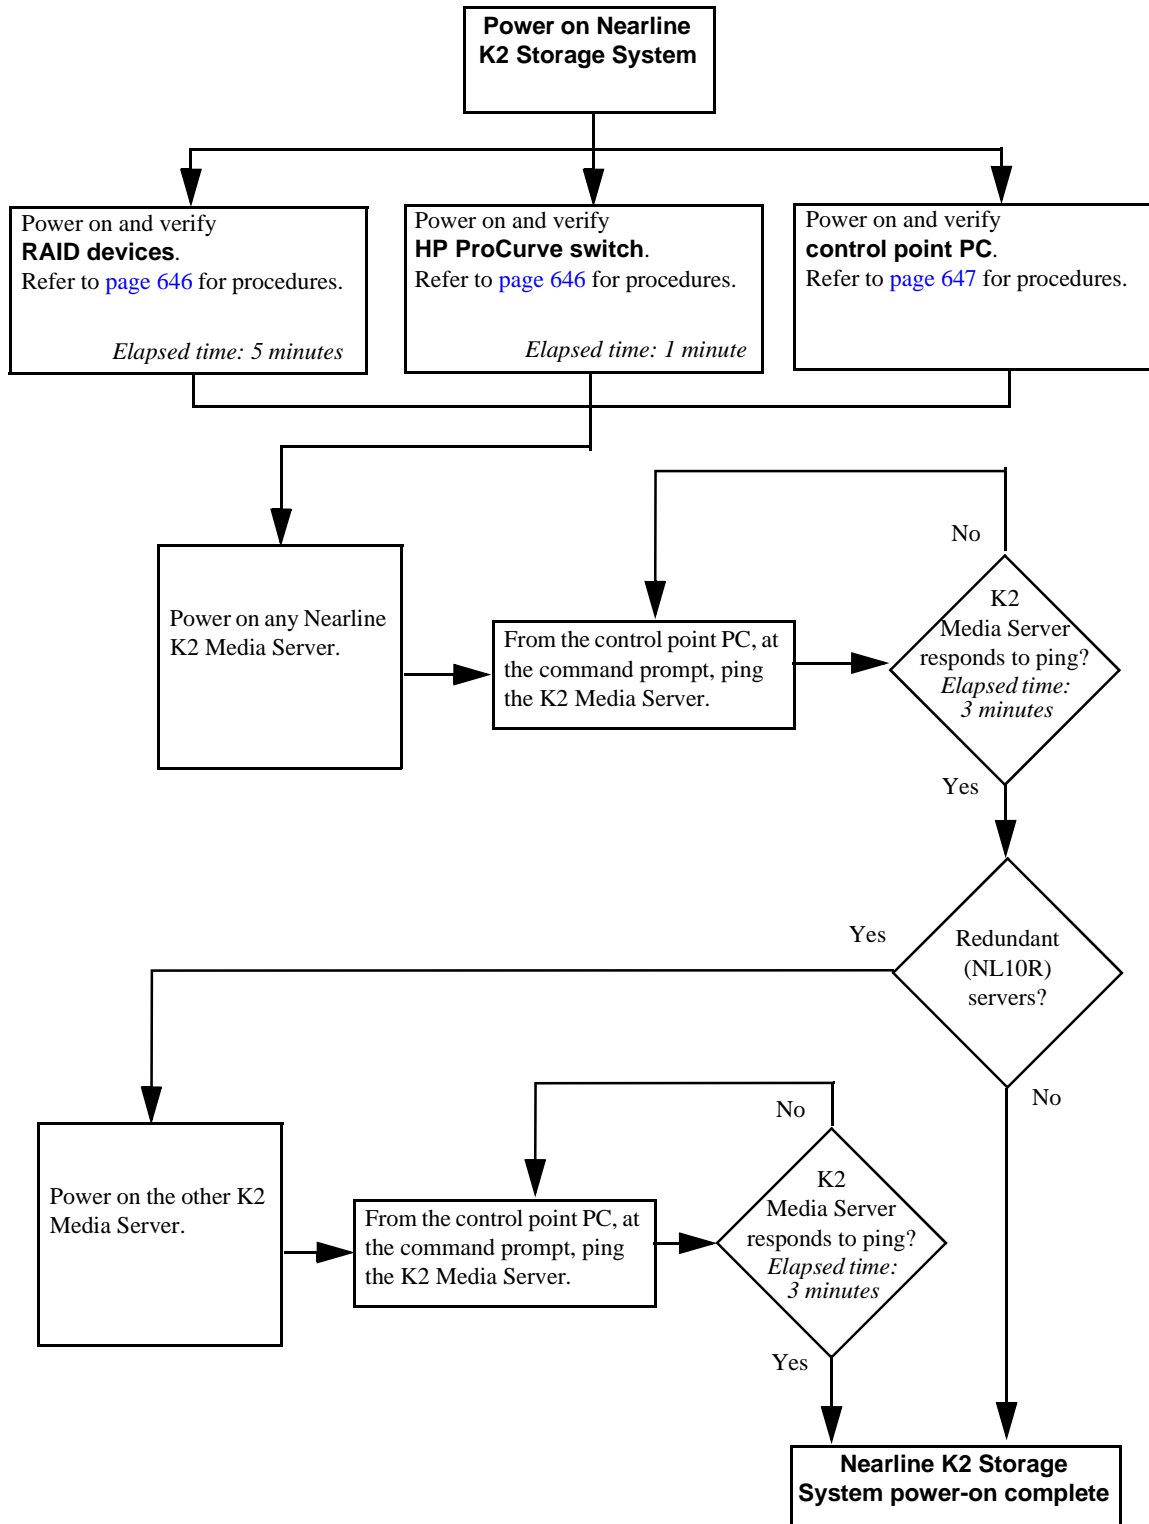 Power on Nearline
K2 Storage System
Power on and verify
RAID devices.
Refer to page 646 for procedures.
Elapsed time: 5 minutes
Power on and verify
HP ProCurve switch.
Refer to page 646 for procedures.
Elapsed time: 1 minute
Power on and verify
control point PC.
Refer to page 647 for procedures.
Power on any Nearline
K2 Media Server.
From the control point PC, at
the command prompt, ping
the K2 Media Server.
No
K2
Media Server
responds to ping?
Elapsed time:
3 minutes
Yes
Redundant
(NL10R)
servers?
Yes
No
Power on the other K2
Media Server.
From the control point PC, at
the command prompt, ping
the K2 Media Server.
No
K2
Media Server
responds to ping?
Elapsed time:
3 minutes
Yes
Nearline K2 Storage
System power-on complete